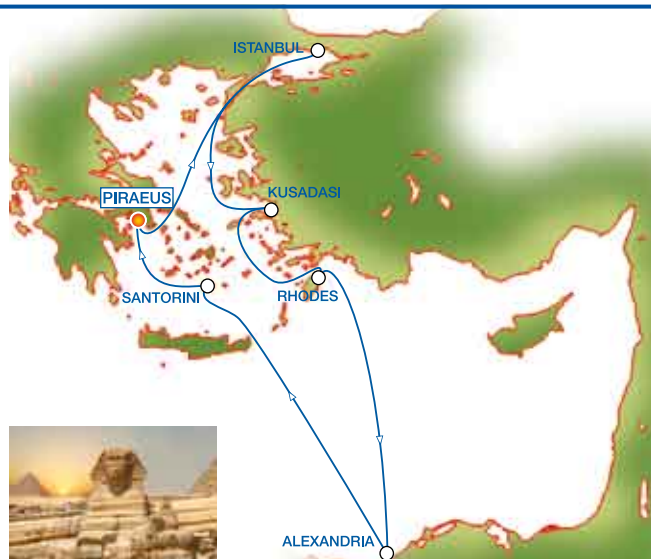 ISTANBUL
KUSADASI
PIRAEUS
RHODES
SANTORINI
ALEXANDRIA